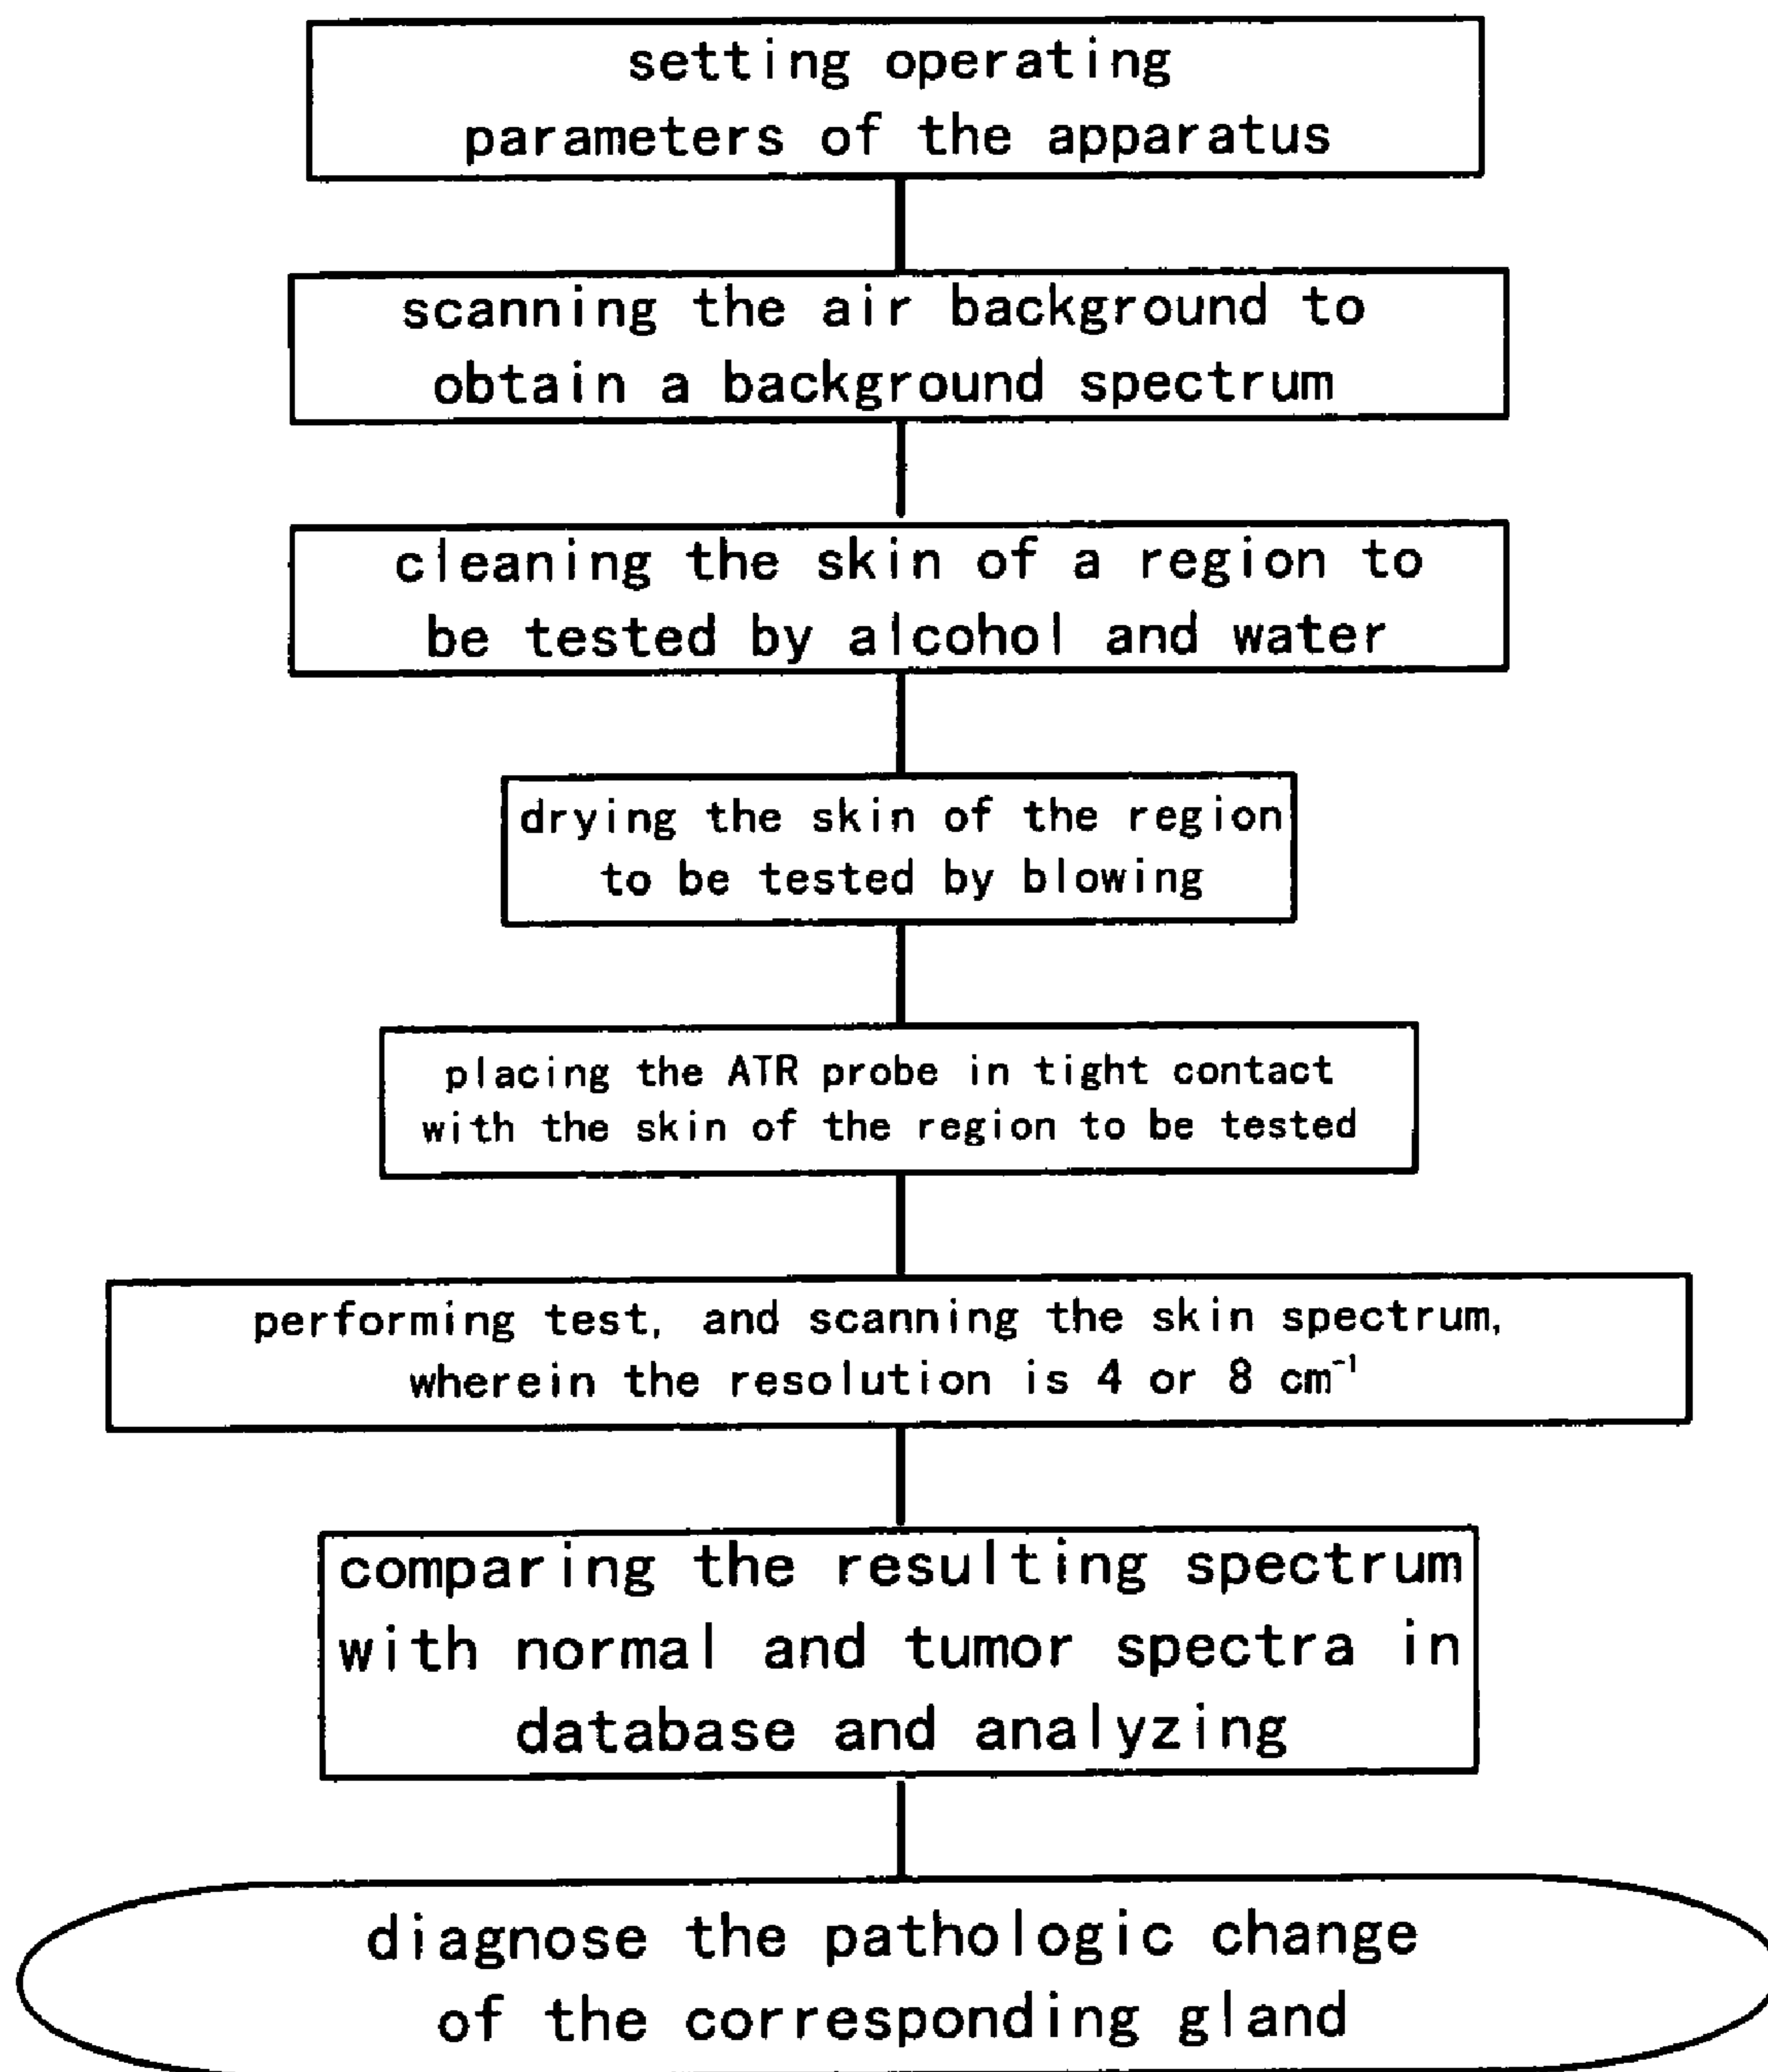 setting operating
parameters of the apparatus
scanning the air background to
obtain a background spectrum
cleaning the skin of a region to
be tested by alcohol and water
drying the skin of the region
to be tested by blowing
placing the ATR probe in tight contact
with the skin of the region to be tested
performing test, and scanning the skin spectrum,
wherein the resolution is 4 or 8 cm⁻¹
comparing the resulting spectrum
with normal and tumor spectra in
database and analyzing
diagnose the pathologic change
of the corresponding gland